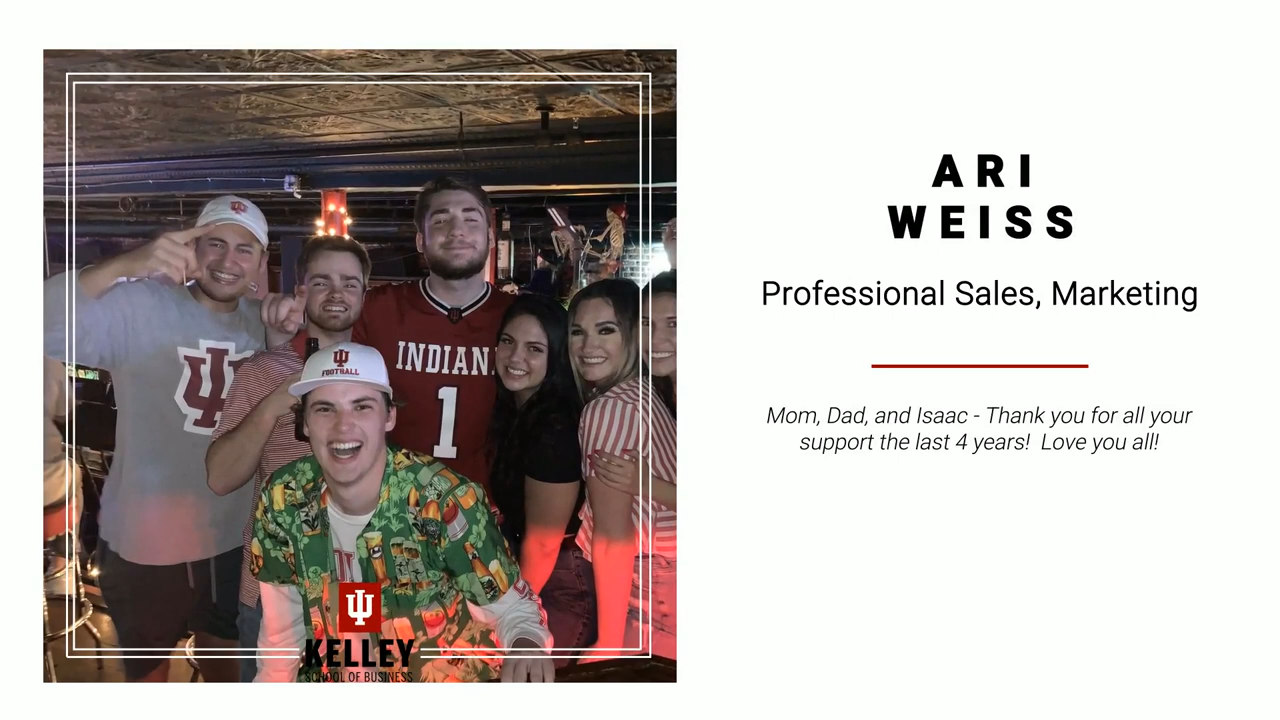 ARI
WEISS
Professional Sales, Marketing
Mom, Dad, and Isaac - Thank you for all your
support the last 4 years!  Love you all!
FOOTBALL
INDIAN
1
KELLEY
SCHOOL OF BUSINESS